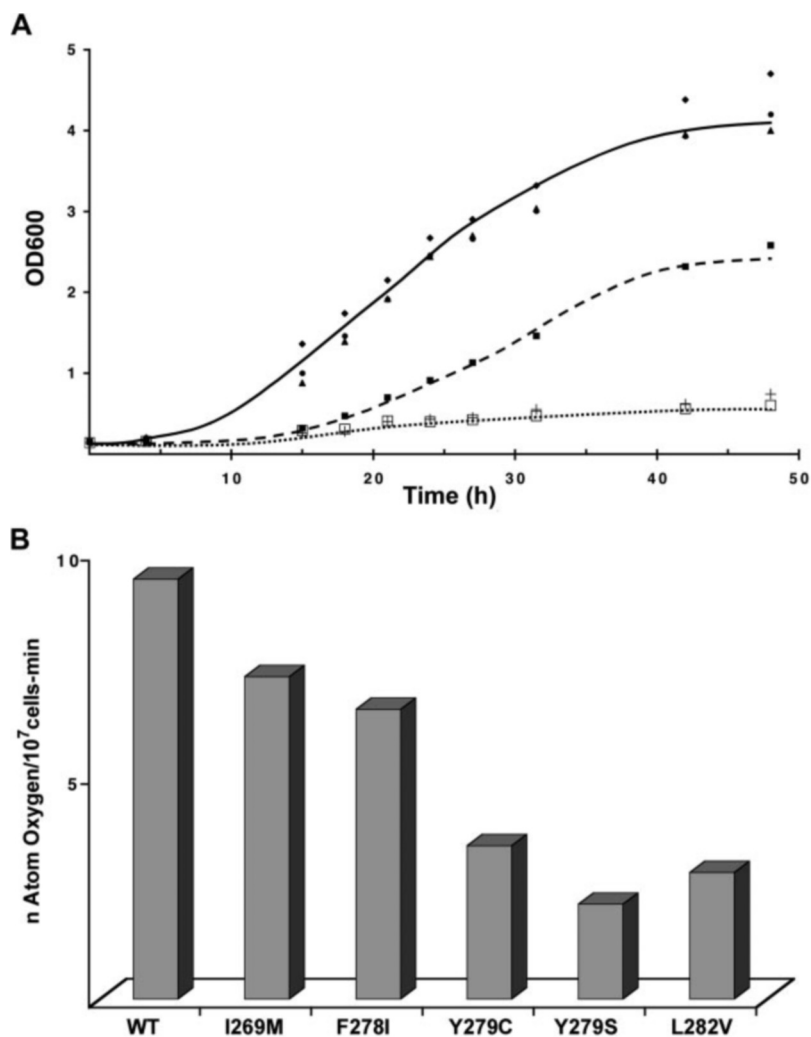 A
5
4
3
2
1
OD600
10 20 30 40 50
Time (h)
B
10
5
n Atom Oxygen/10⁷cells-min
WT I269M F278I Y279C Y279S L282V